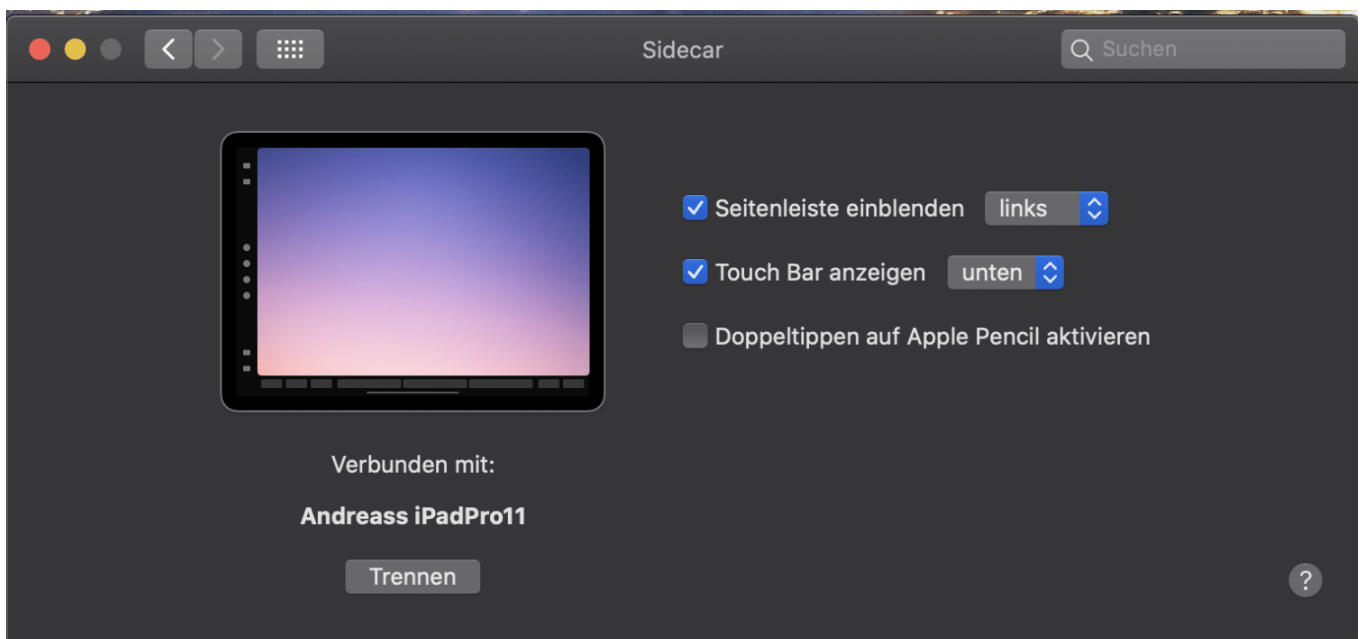 Sidecar
Suchen
Seitenleiste einblenden links
Touch Bar anzeigen unten
Doppeltippen auf Apple Pencil aktivieren
Verbunden mit:
Andreass iPadPro11
Trennen
?